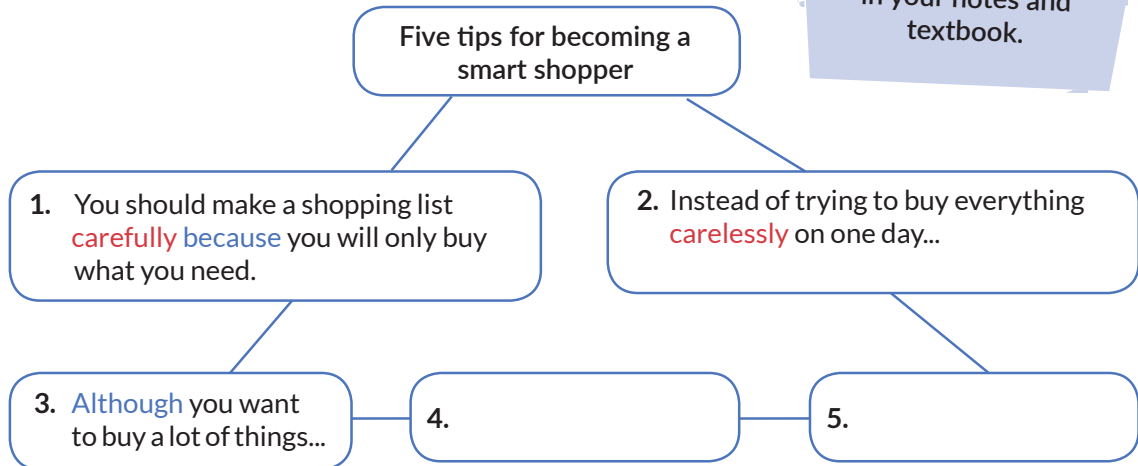 in your notes and
textbook.
Five tips for becoming a
smart shopper
1. You should make a shopping list
carefully because you will only buy
what you need.
2. Instead of trying to buy everything
carelessly on one day...
3. Although you want
to buy a lot of things...
4.
5.